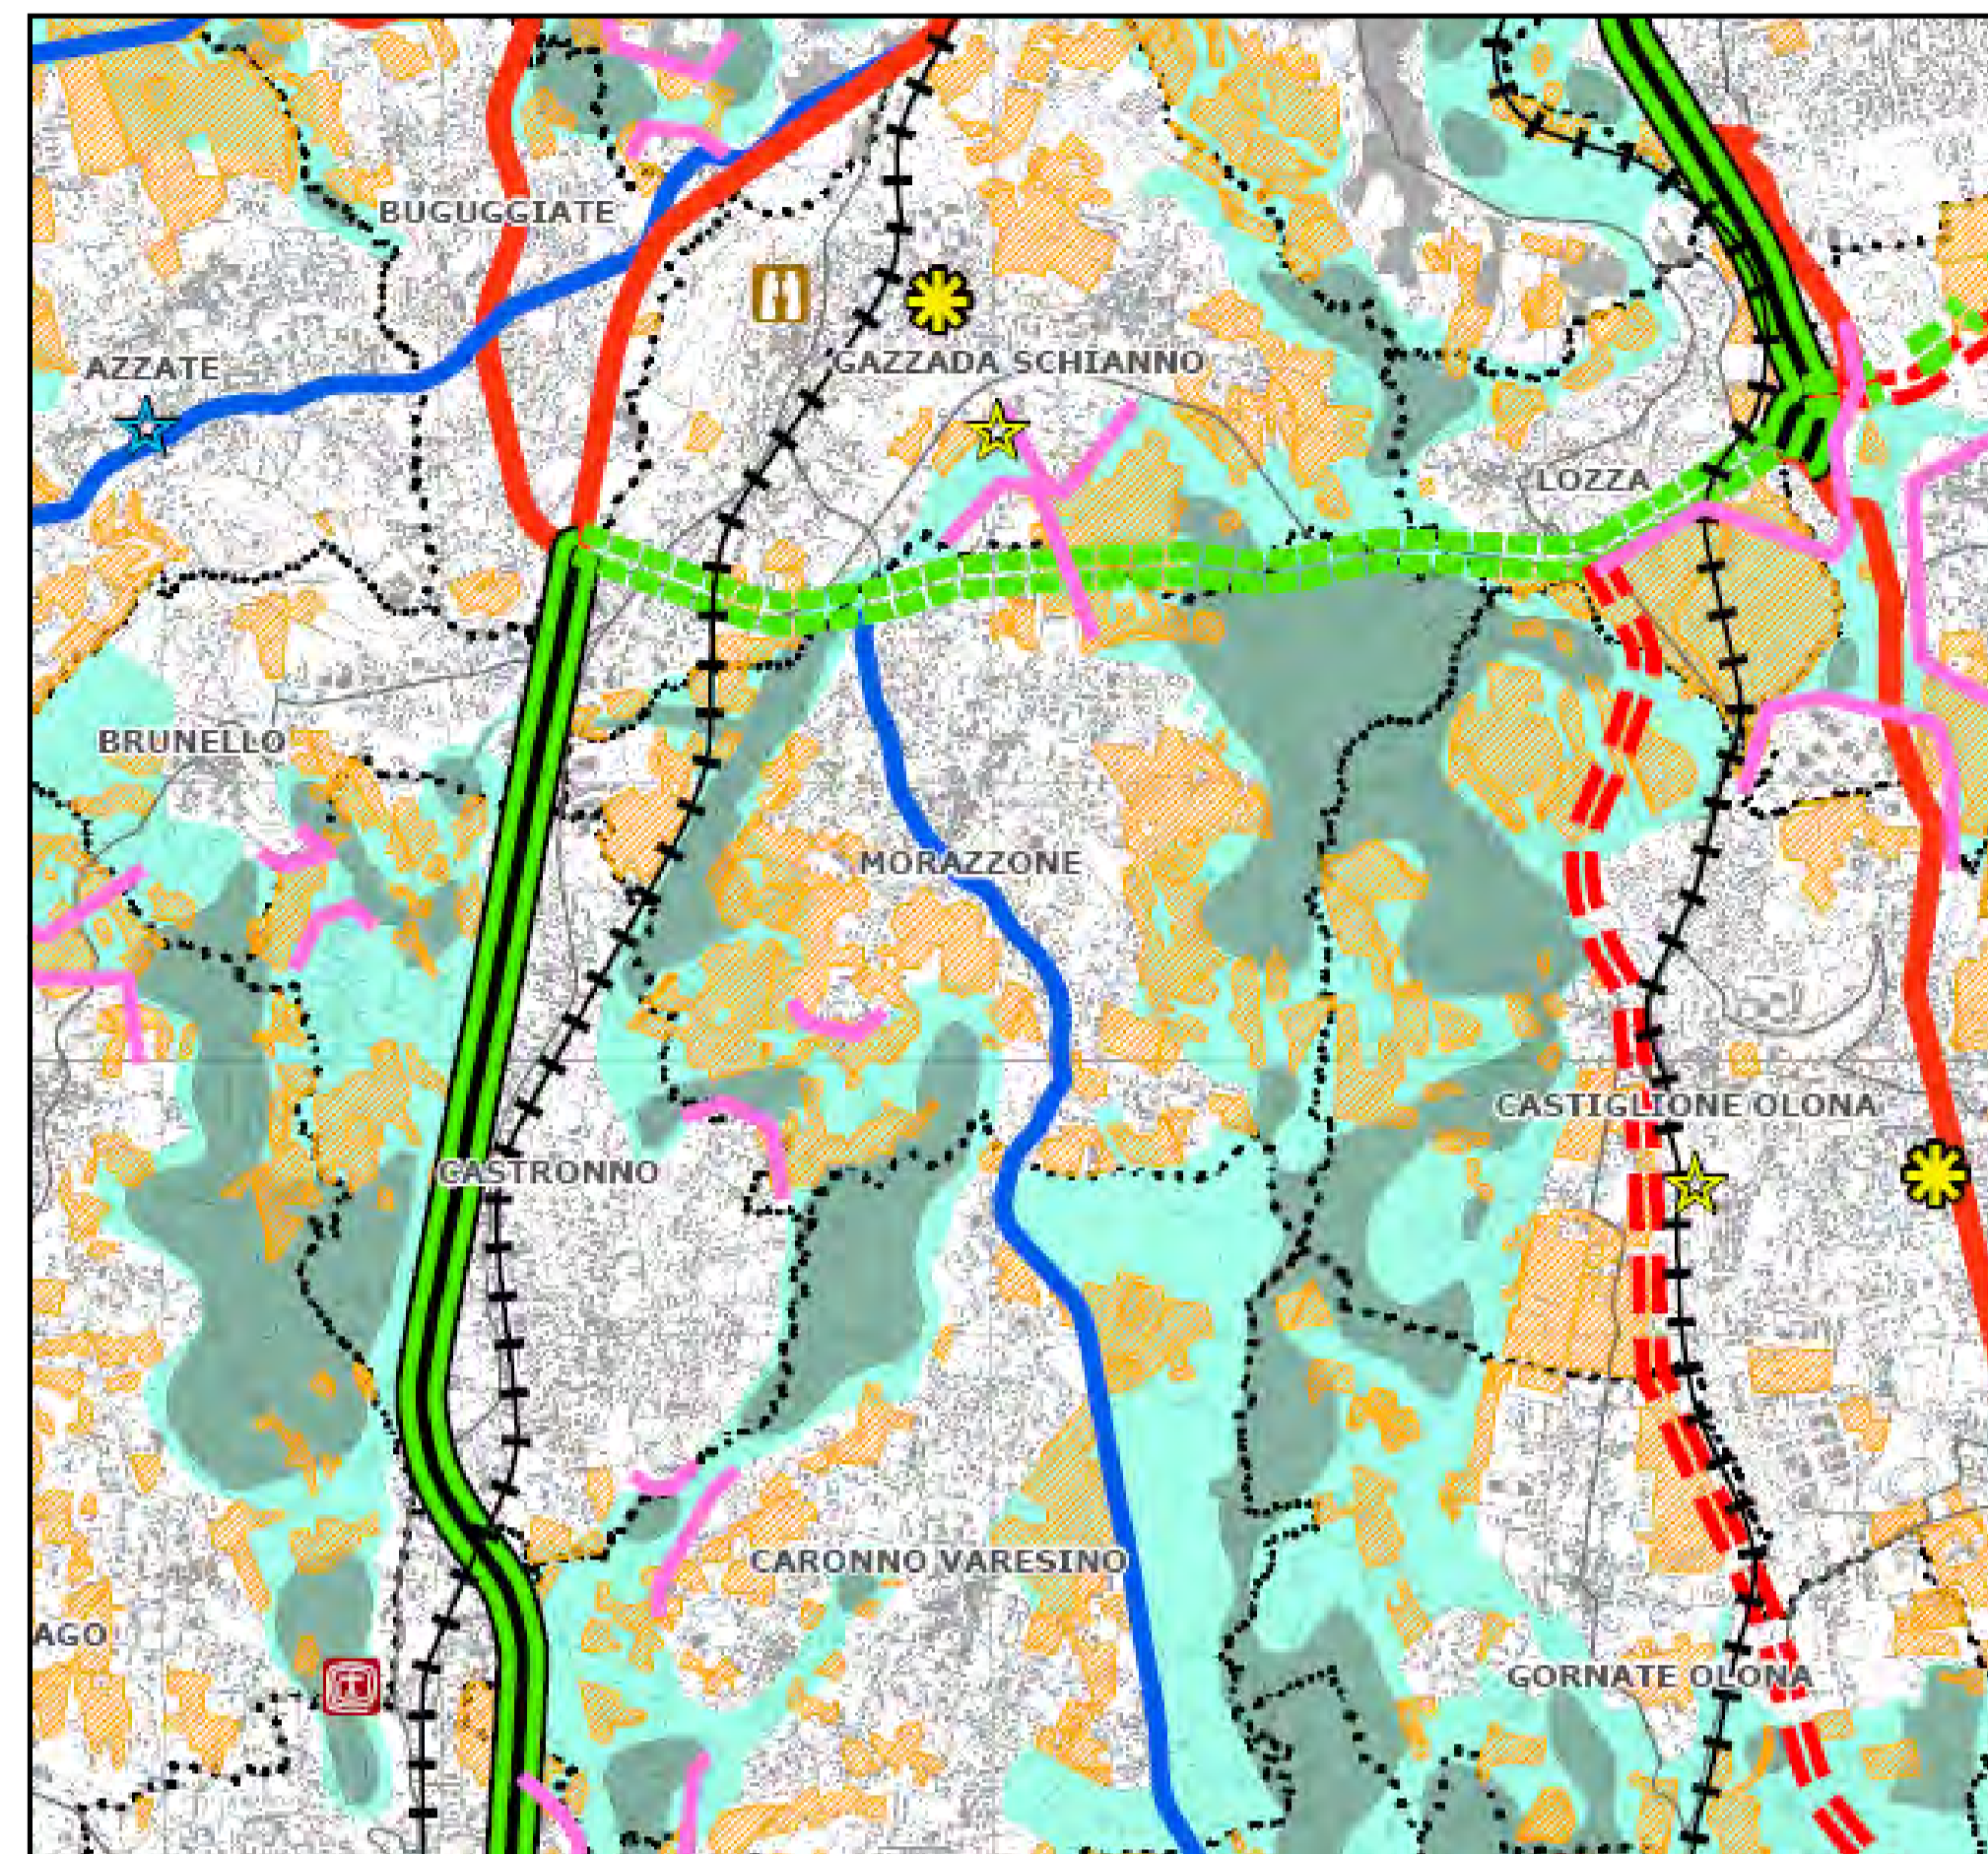 BUGUGGIATE
GAZZADA SCHIANNO
AZZATE
LOZZA
BRUNELLO
MORAZZONE
CASTIGLIONE OLONA
CASTRONNO
CARONNO VARESINO
AGO
GORNATE OLONA